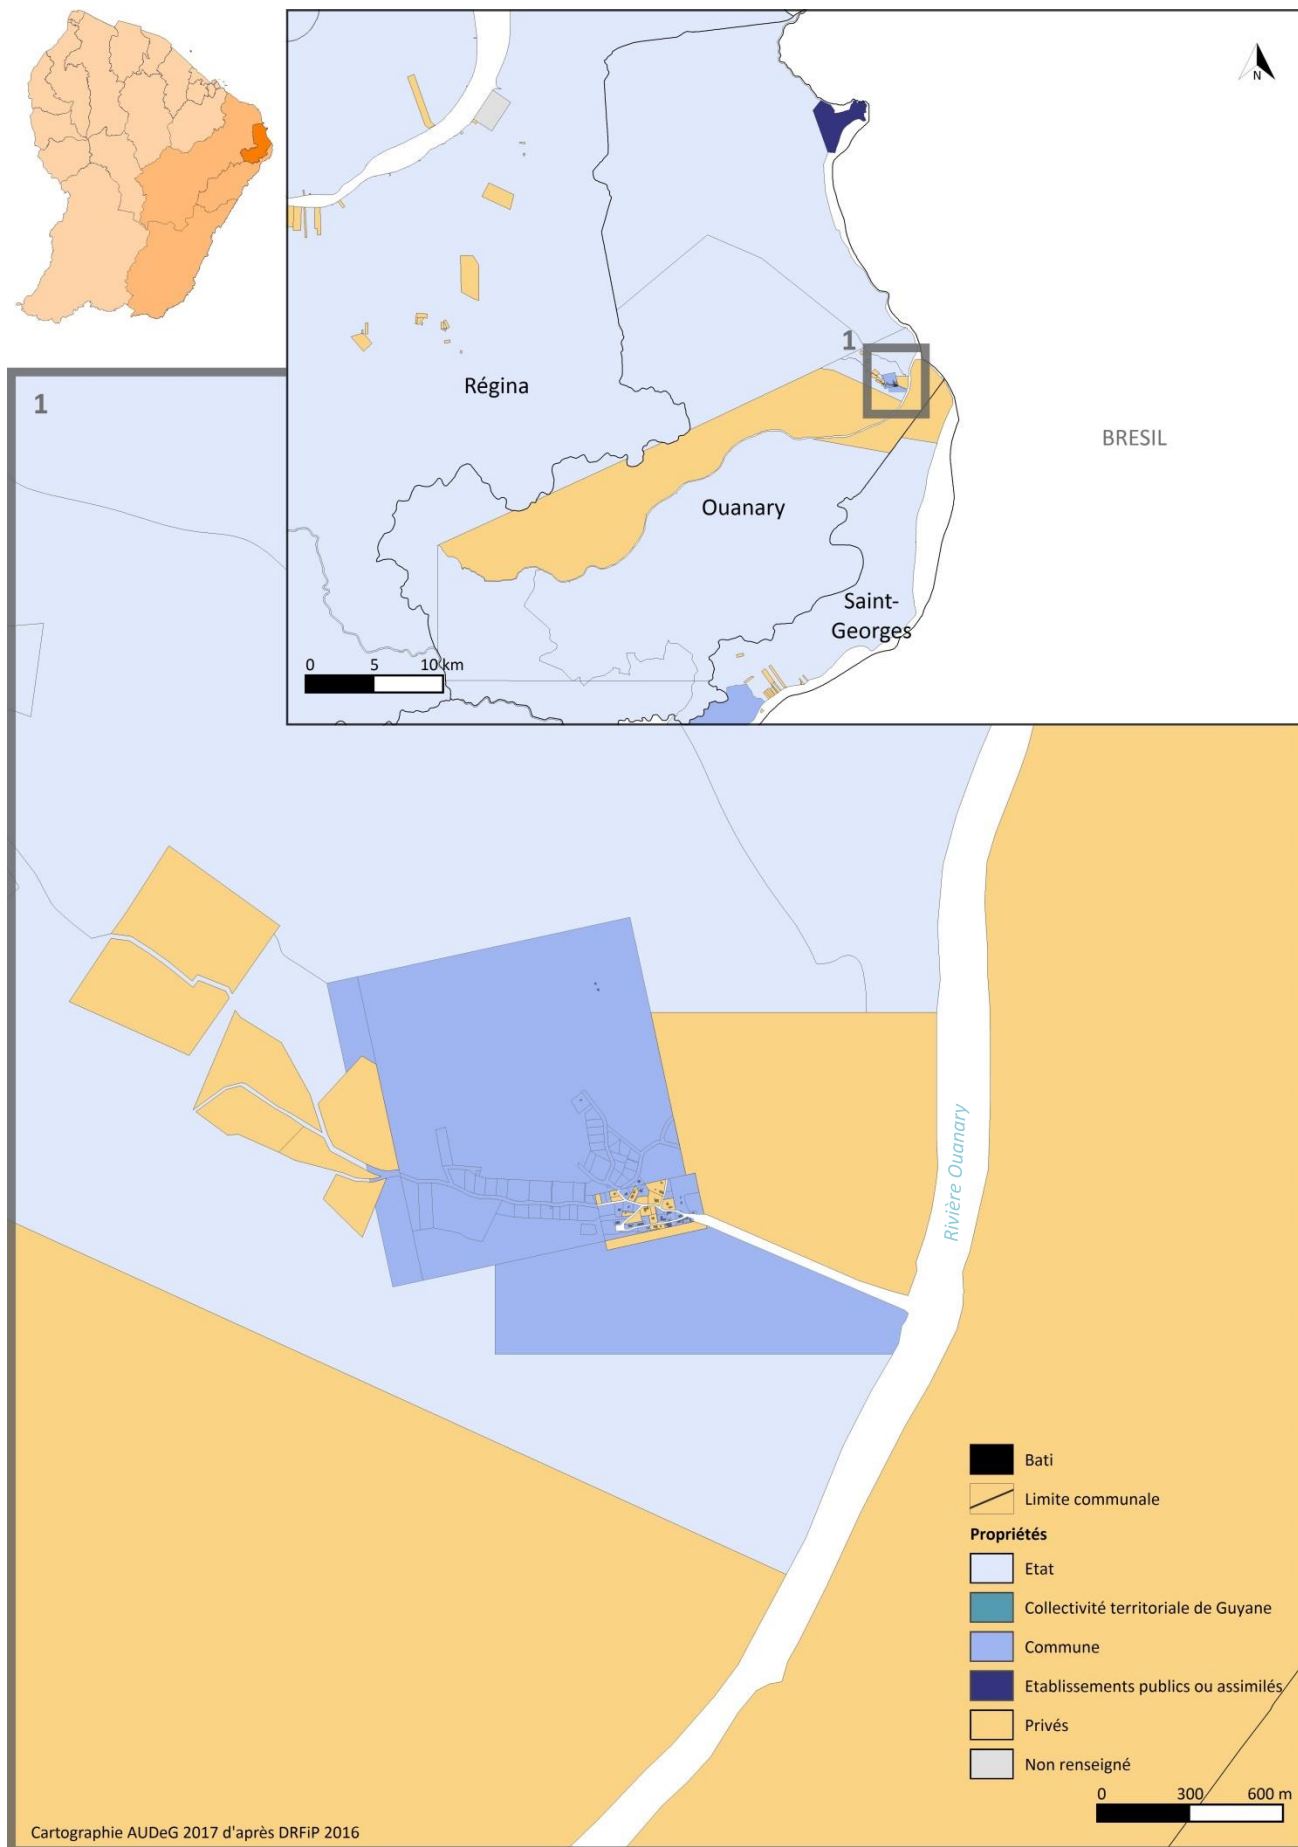 N
1
Régina
BRESIL
Ouanary
Saint-
Georges
0 5 10 km
1
Rivière Ouanary
Bati
Limite communale
Propriétés
Etat
Collectivité territoriale de Guyane
Commune
Etablissements publics ou assimilés
Privés
Non renseigné
0 300 600 m
Cartographie AUDeG 2017 d'après DRFiP 2016